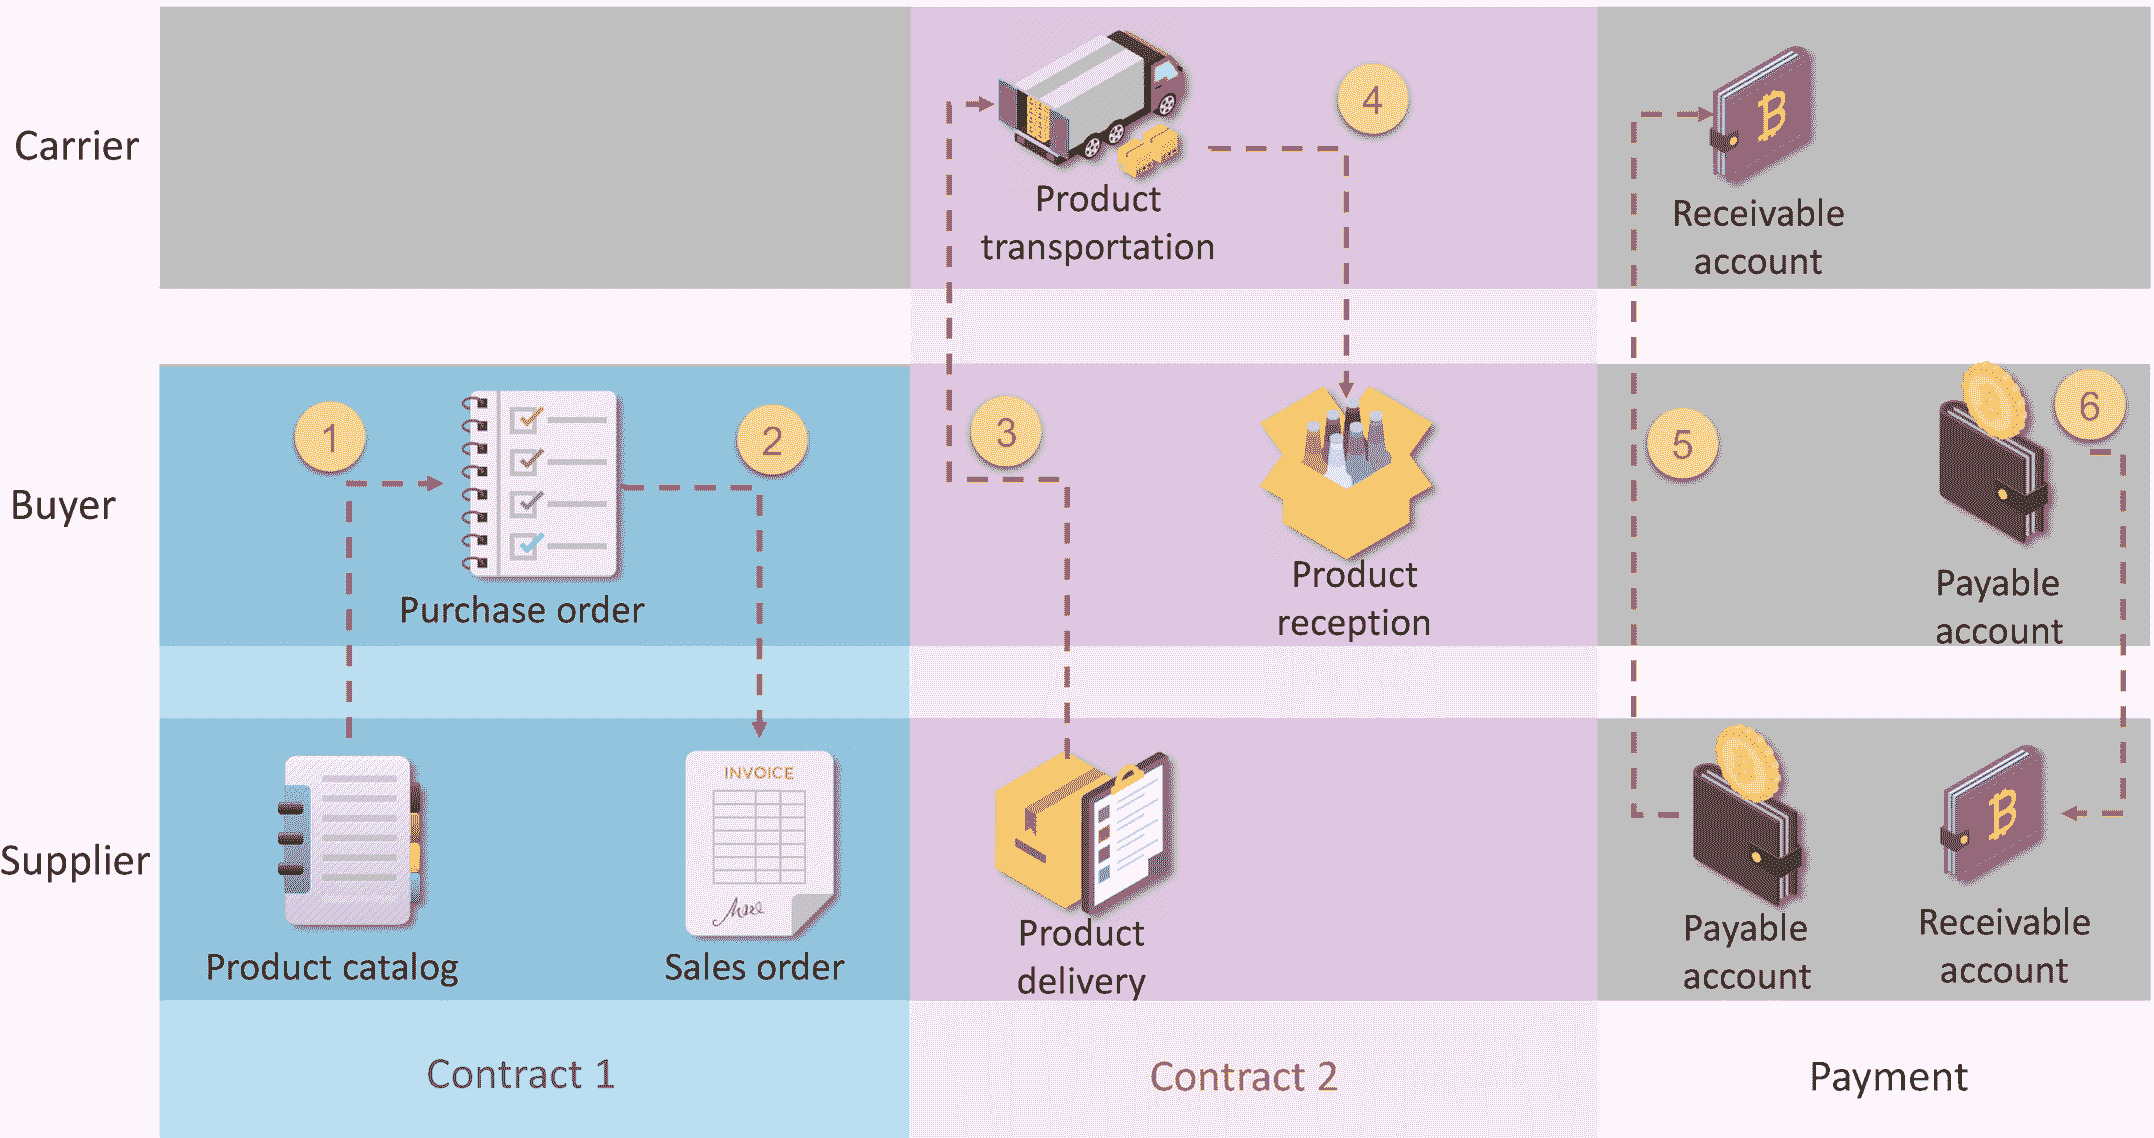 Carrier
Product
transportation
4
Receivable
account
Buyer
1
Purchase order
2
3
Product
reception
5
6
Payable
account
Supplier
Product catalog
INVOICE
Sales order
Product
delivery
Payable
account
Receivable
account
Contract 1
Contract 2
Payment